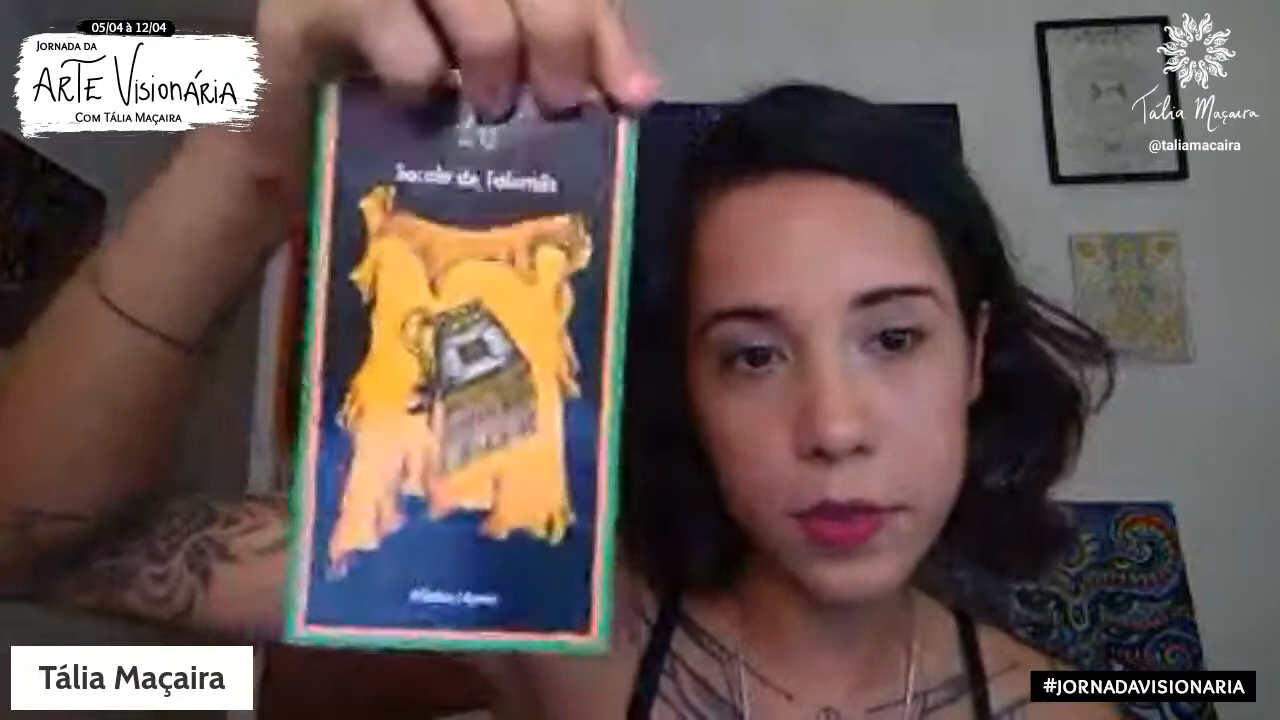 05/04 à 12/04
JORNADA DA
ARTE VISIONÁRIA
COM TÁLIA MAÇAIRA
Tália Maçaira
@taliamacaira
Tália Maçaira
#JORNADAVISIONARIA